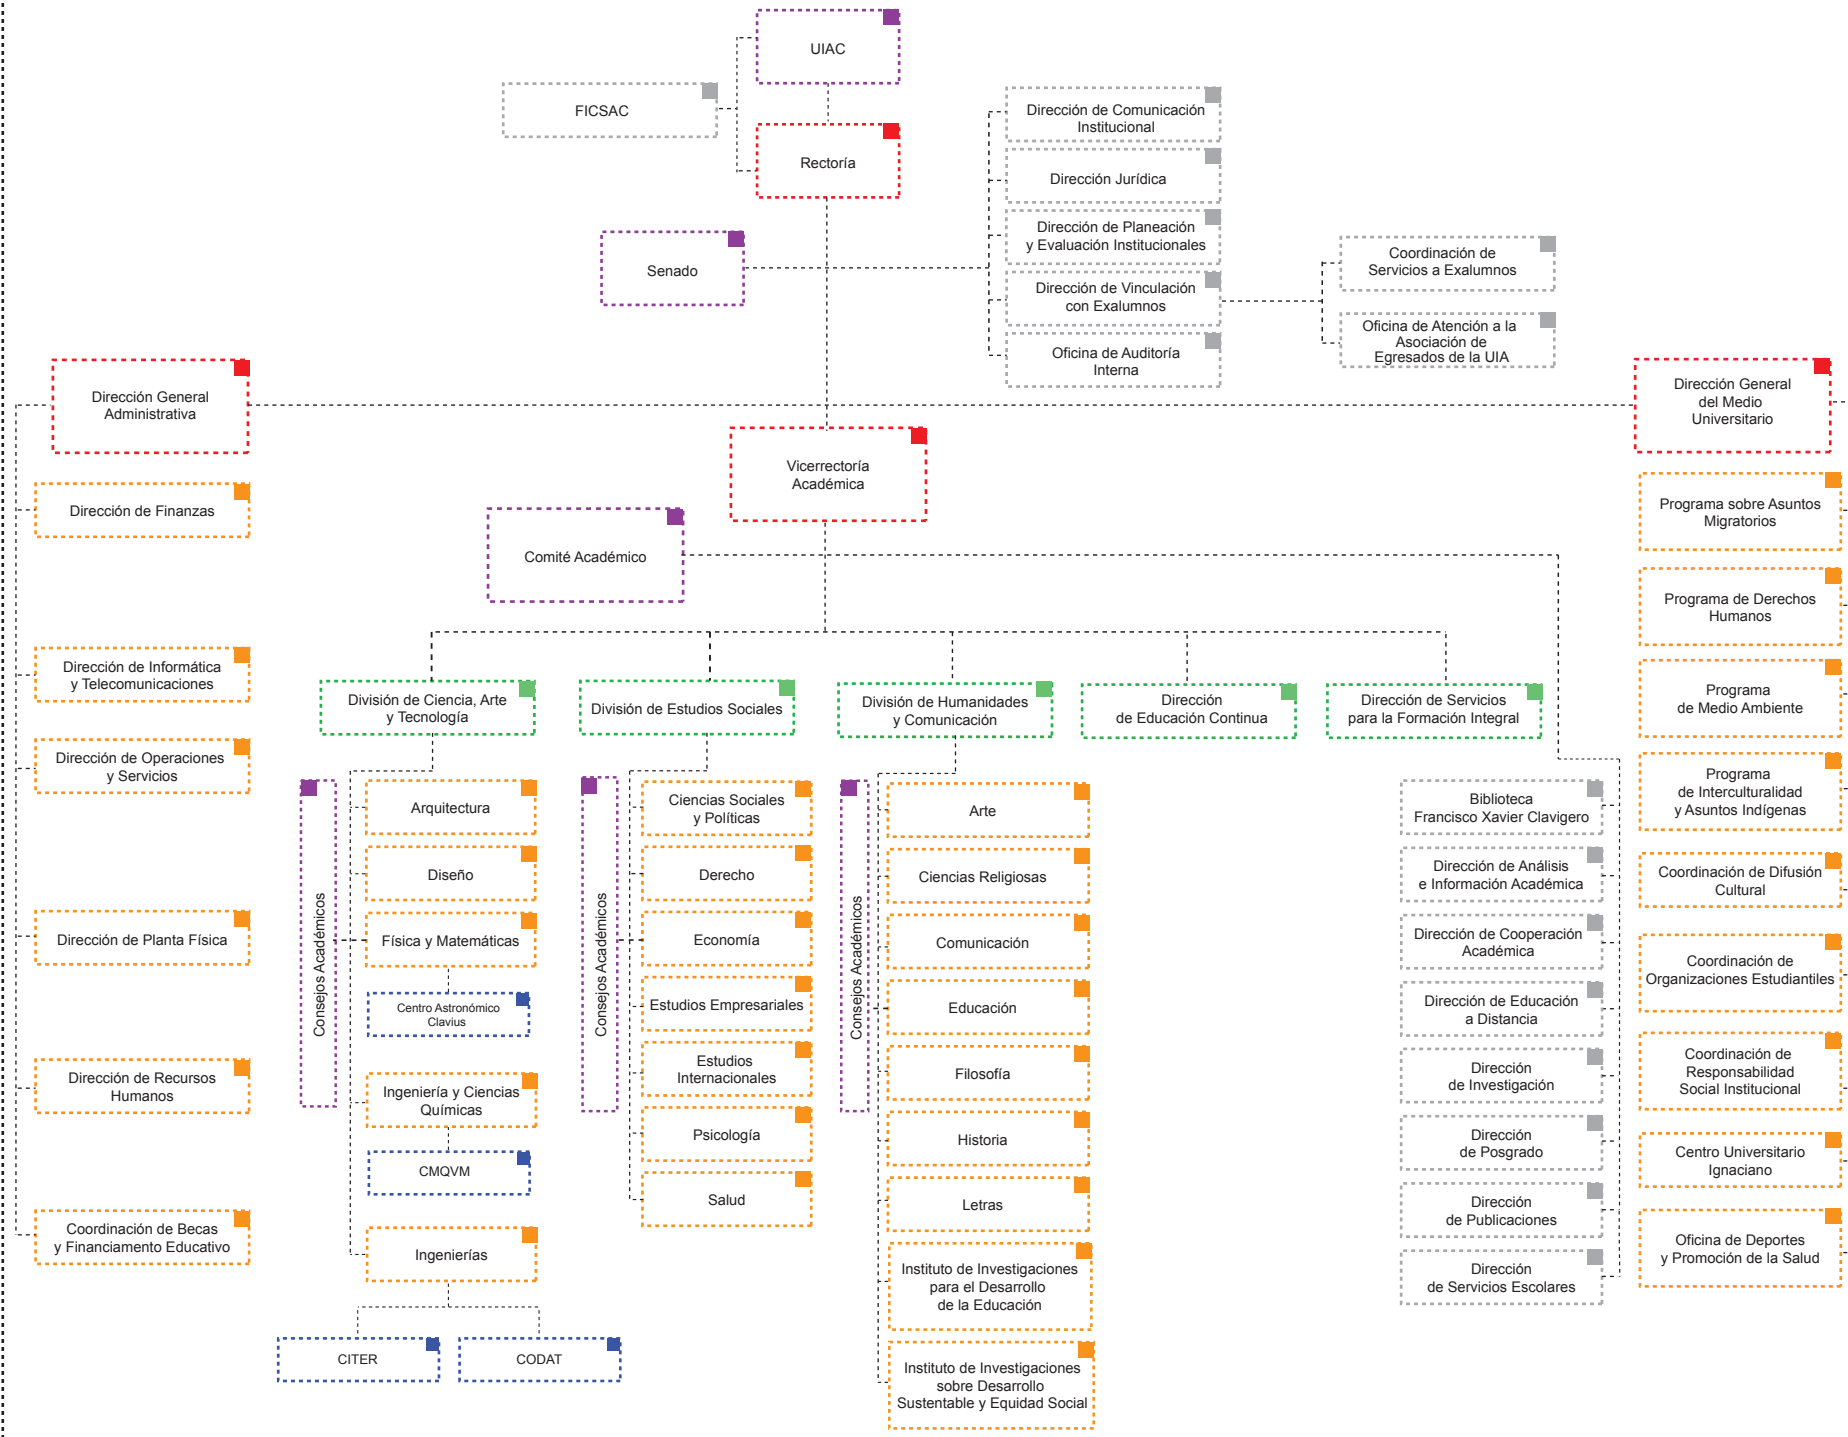 UIAC
FICSAC
Rectoría
Senado
Dirección de Comunicación
Institucional
Dirección Jurídica
Dirección de Planeación
y Evaluación Institucionales
Dirección de Vinculación
con Exalumnos
Oficina de Auditoría
Interna
Coordinación de
Servicios a Exalumnos
Oficina de Atención a la
Asociación de
Egresados de la UIA
Dirección General
Administrativa
Dirección General
del Medio
Universitario
Vicerrectoría
Académica
Comité Académico
Dirección de Finanzas
Dirección de Informática
y Telecomunicaciones
Dirección de Operaciones
y Servicios
Dirección de Planta Física
Dirección de Recursos
Humanos
Coordinación de Becas
y Financiamento Educativo
División de Ciencia, Arte
y Tecnología
Consejos Académicos
Arquitectura
Diseño
Física y Matemáticas
Centro Astronómico
Clavius
Ingeniería y Ciencias
Químicas
CMQVM
Ingenierías
CITER
CODAT
División de Estudios Sociales
Consejos Académicos
Ciencias Sociales
y Políticas
Derecho
Economía
Estudios Empresariales
Estudios
Internacionales
Psicología
Salud
División de Humanidades
y Comunicación
Consejos Académicos
Arte
Ciencias Religiosas
Comunicación
Educación
Filosofía
Historia
Letras
Instituto de Investigaciones
para el Desarrollo
de la Educación
Instituto de Investigaciones
sobre Desarrollo
Sustentable y Equidad Social
Dirección
de Educación Continua
Dirección de Servicios
para la Formación Integral
Biblioteca
Francisco Xavier Clavigero
Dirección de Análisis
e Información Académica
Dirección de Cooperación
Académica
Dirección de Educación
a Distancia
Dirección
de Investigación
Dirección
de Posgrado
Dirección
de Publicaciones
Dirección
de Servicios Escolares
Programa sobre Asuntos
Migratorios
Programa de Derechos
Humanos
Programa
de Medio Ambiente
Programa
de Interculturalidad
y Asuntos Indígenas
Coordinación de Difusión
Cultural
Coordinación de
Organizaciones Estudiantiles
Coordinación de
Responsabilidad
Social Institucional
Centro Universitario
Ignaciano
Oficina de Deportes
y Promoción de la Salud